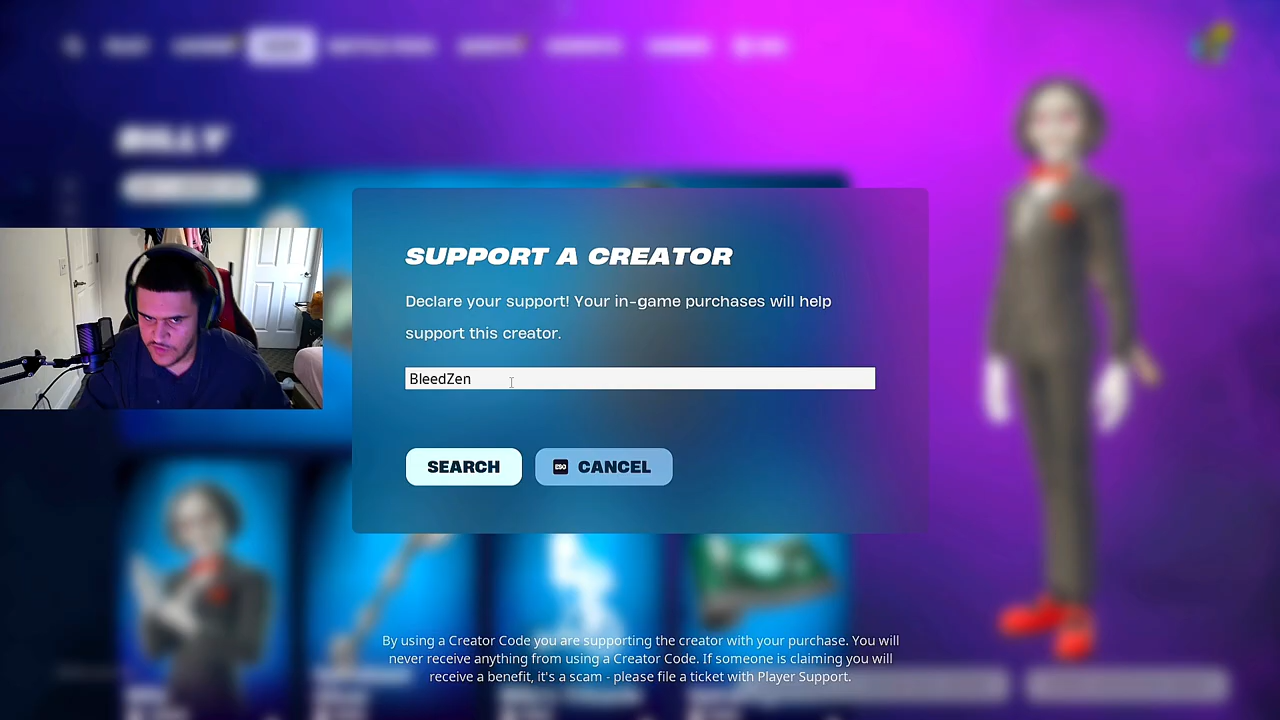 BILLY
SUPPORT A CREATOR
Declare your support! Your in-game purchases will help
support this creator.
BleedZen
SEARCH
ESC CANCEL
By using a Creator Code you are supporting the creator with your purchase. You will
never receive anything from using a Creator Code. If someone is claiming you will
receive a benefit, it's a scam - please file a ticket with Player Support.